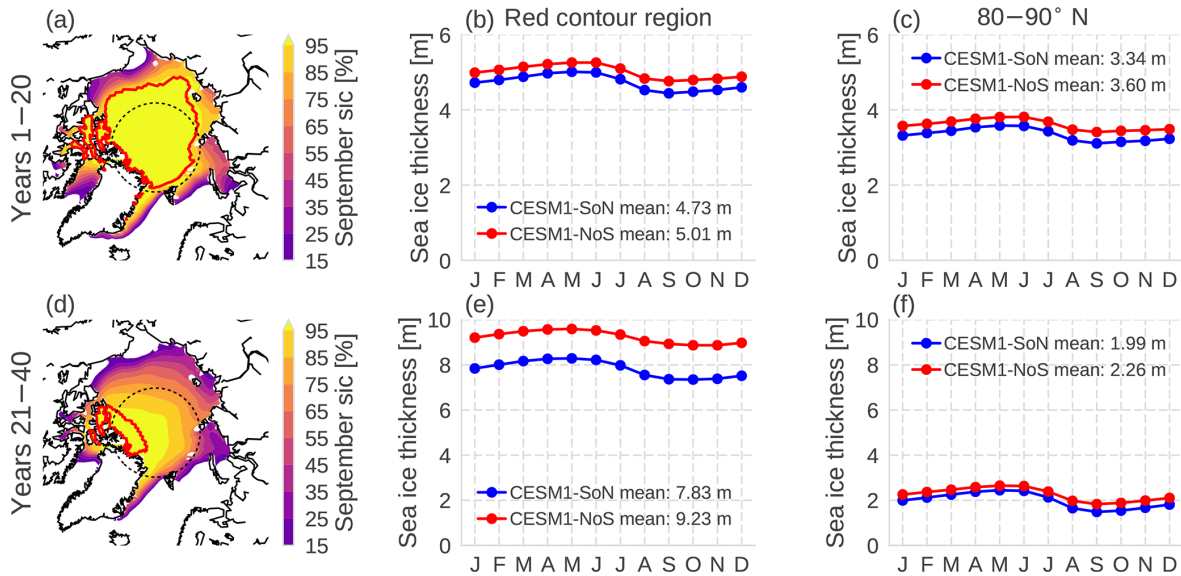 (a)
(b) Red contour region
(c) 80−90° N
Years 1−20
95
85
75
65
55
45
35
25
15
September sic [%]
Sea ice thickness [m]
6
4
2
0
CESM1-SoN mean: 4.73 m
CESM1-NoS mean: 5.01 m
J F M A M J J A S O N D
Sea ice thickness [m]
6
4
2
0
CESM1-SoN mean: 3.34 m
CESM1-NoS mean: 3.60 m
J F M A M J J A S O N D
(d)
(e)
(f)
Years 21−40
95
85
75
65
55
45
35
25
15
September sic [%]
Sea ice thickness [m]
10
8
6
4
2
0
CESM1-SoN mean: 7.83 m
CESM1-NoS mean: 9.23 m
J F M A M J J A S O N D
Sea ice thickness [m]
10
8
6
4
2
0
CESM1-SoN mean: 1.99 m
CESM1-NoS mean: 2.26 m
J F M A M J J A S O N D